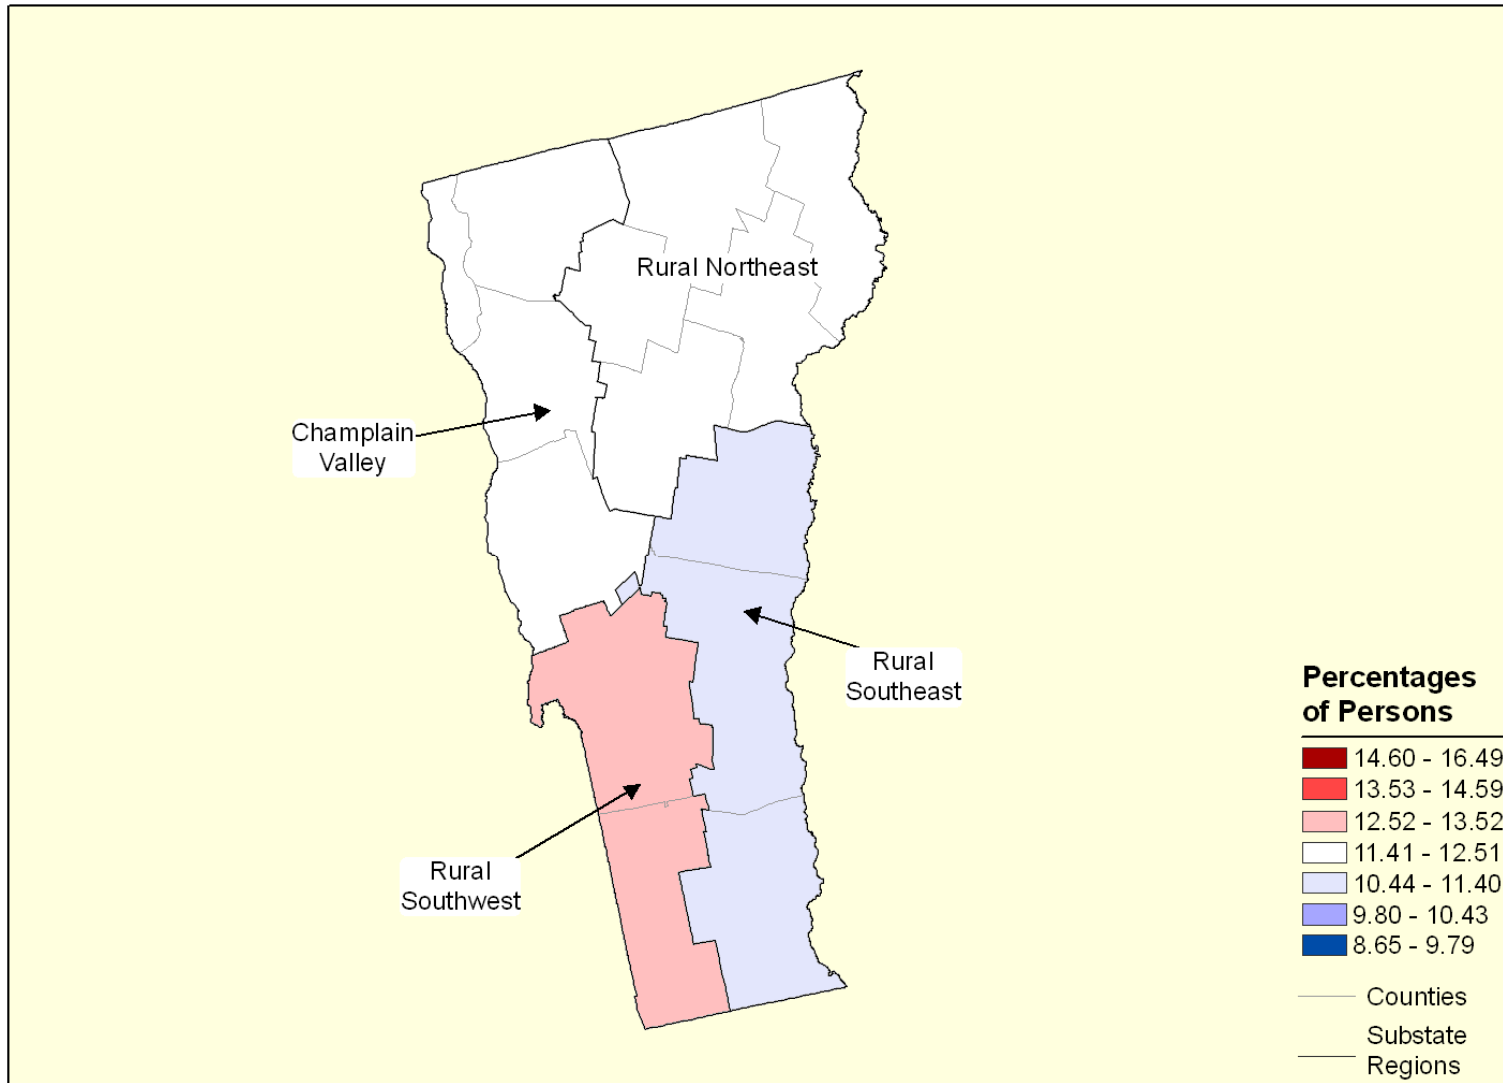 Rural Northeast
Champlain
Valley
Rural
Southeast
Rural
Southwest
Percentages
of Persons
14.60 - 16.49
13.53 - 14.59
12.52 - 13.52
11.41 - 12.51
10.44 - 11.40
9.80 - 10.43
8.65 - 9.79
Counties
Substate
Regions